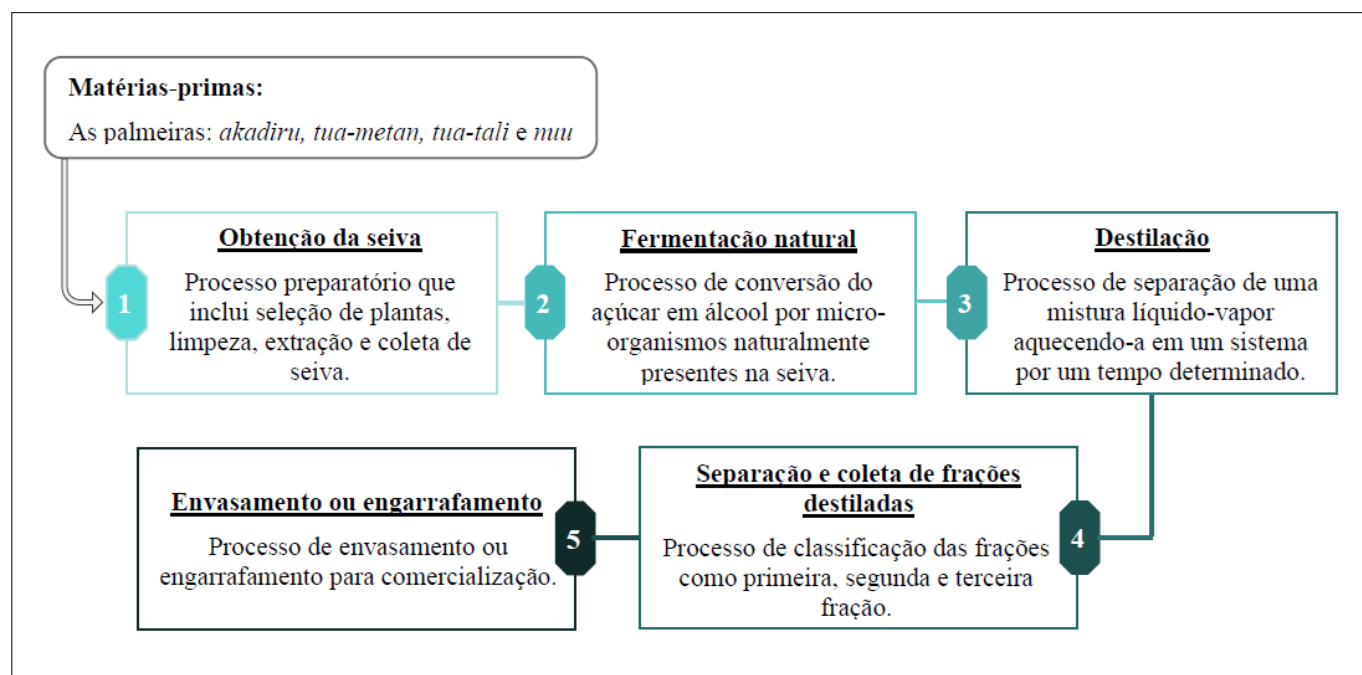 Matérias-primas:
As palmeiras: akadiru, tua-metan, tua-tali e nuu
1
Obtenção da seiva
Processo preparatório que
inclui seleção de plantas,
limpeza, extração e coleta de
seiva.
2
Fermentação natural
Processo de conversão do
açúcar em álcool por micro-
organismos naturalmente
presentes na seiva.
3
Destilação
Processo de separação de uma
mistura líquido-vapor
aquecendo-a em um sistema
por um tempo determinado.
4
Separação e coleta de frações
destiladas
Processo de classificação das frações
como primeira, segunda e terceira
fração.
5
Envasamento ou engarrafamento
Processo de envasamento ou
engarrafamento para comercialização.